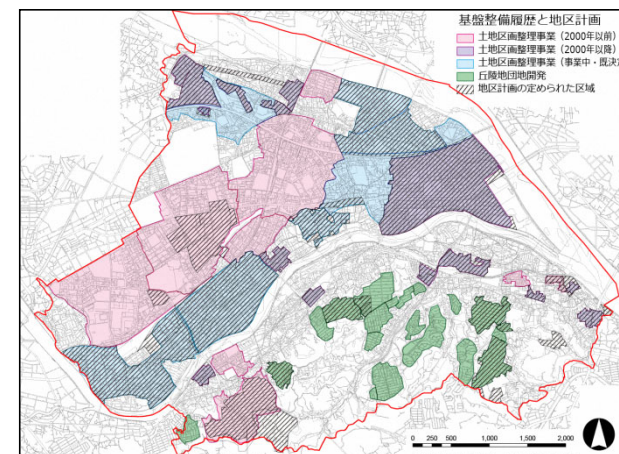 基盤整備履歴と地区計画
土地区画整理事業（2000年以前）
土地区画整理事業（2000年以降）
土地区画整理事業（事業中・既決定
丘陵地団地開発
地区計画の定められた区域
0 250 500 1,000 1,500 2,000